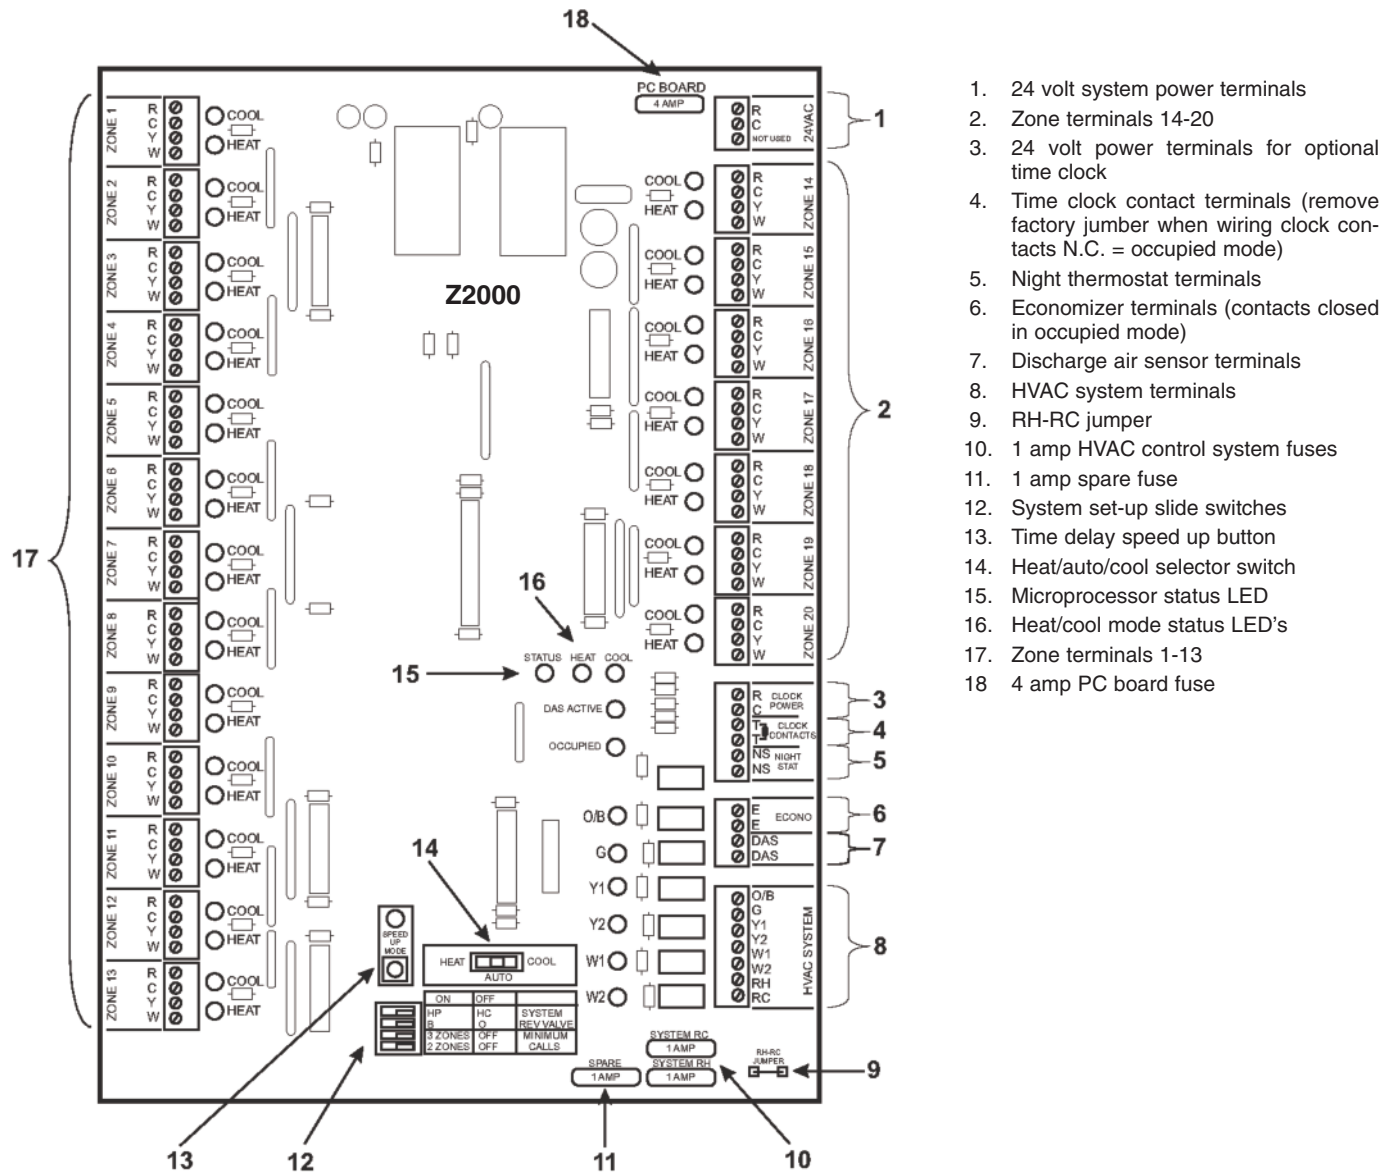 18
PC BOARD
4 AMP
ZONE 1
R
C
Y
W
COOL
HEAT
ZONE 2
R
C
Y
W
COOL
HEAT
ZONE 3
R
C
Y
W
COOL
HEAT
ZONE 4
R
C
Y
W
COOL
HEAT
ZONE 5
R
C
Y
W
COOL
HEAT
ZONE 6
R
C
Y
W
COOL
HEAT
ZONE 7
R
C
Y
W
COOL
HEAT
ZONE 8
R
C
Y
W
COOL
HEAT
ZONE 9
R
C
Y
W
COOL
HEAT
ZONE 10
R
C
Y
W
COOL
HEAT
ZONE 11
R
C
Y
W
COOL
HEAT
ZONE 12
R
C
Y
W
COOL
HEAT
ZONE 13
R
C
Y
W
COOL
HEAT
17
Z2000
R
C
NOT USED
24VAC
1
COOL
HEAT
R
C
Y
W
ZONE 14
COOL
HEAT
R
C
Y
W
ZONE 15
COOL
HEAT
R
C
Y
W
ZONE 16
COOL
HEAT
R
C
Y
W
ZONE 17
COOL
HEAT
R
C
Y
W
ZONE 18
COOL
HEAT
R
C
Y
W
ZONE 19
COOL
HEAT
R
C
Y
W
ZONE 20
2
16
15
STATUS HEAT COOL
DAS ACTIVE
OCCUPIED
R
C
CLOCK
POWER
3
T
T
CLOCK
CONTACTS
4
NS
NS
NIGHT
STAT
5
E
E
ECONO
6
DAS
DAS
7
O/B
G
Y1
Y2
W1
W2
O/B
G
Y1
Y2
W1
W2
RH
RC
HVAC SYSTEM
8
14
SPEED
UP
MODE
HEAT COOL
AUTO
ON OFF
HP HC SYSTEM
B O REV VALVE
3 ZONES OFF MINIMUM
2 ZONES OFF CALLS
SYSTEM RC
1 AMP
SPARE
1 AMP
SYSTEM RH
1 AMP
RH-RC
JUMPER
9
13
12
11
10
1. 24 volt system power terminals
2. Zone terminals 14-20
3. 24 volt power terminals for optional
time clock
4. Time clock contact terminals (remove
factory jumber when wiring clock con-
tacts N.C. = occupied mode)
5. Night thermostat terminals
6. Economizer terminals (contacts closed
in occupied mode)
7. Discharge air sensor terminals
8. HVAC system terminals
9. RH-RC jumper
10. 1 amp HVAC control system fuses
11. 1 amp spare fuse
12. System set-up slide switches
13. Time delay speed up button
14. Heat/auto/cool selector switch
15. Microprocessor status LED
16. Heat/cool mode status LED's
17. Zone terminals 1-13
18 4 amp PC board fuse